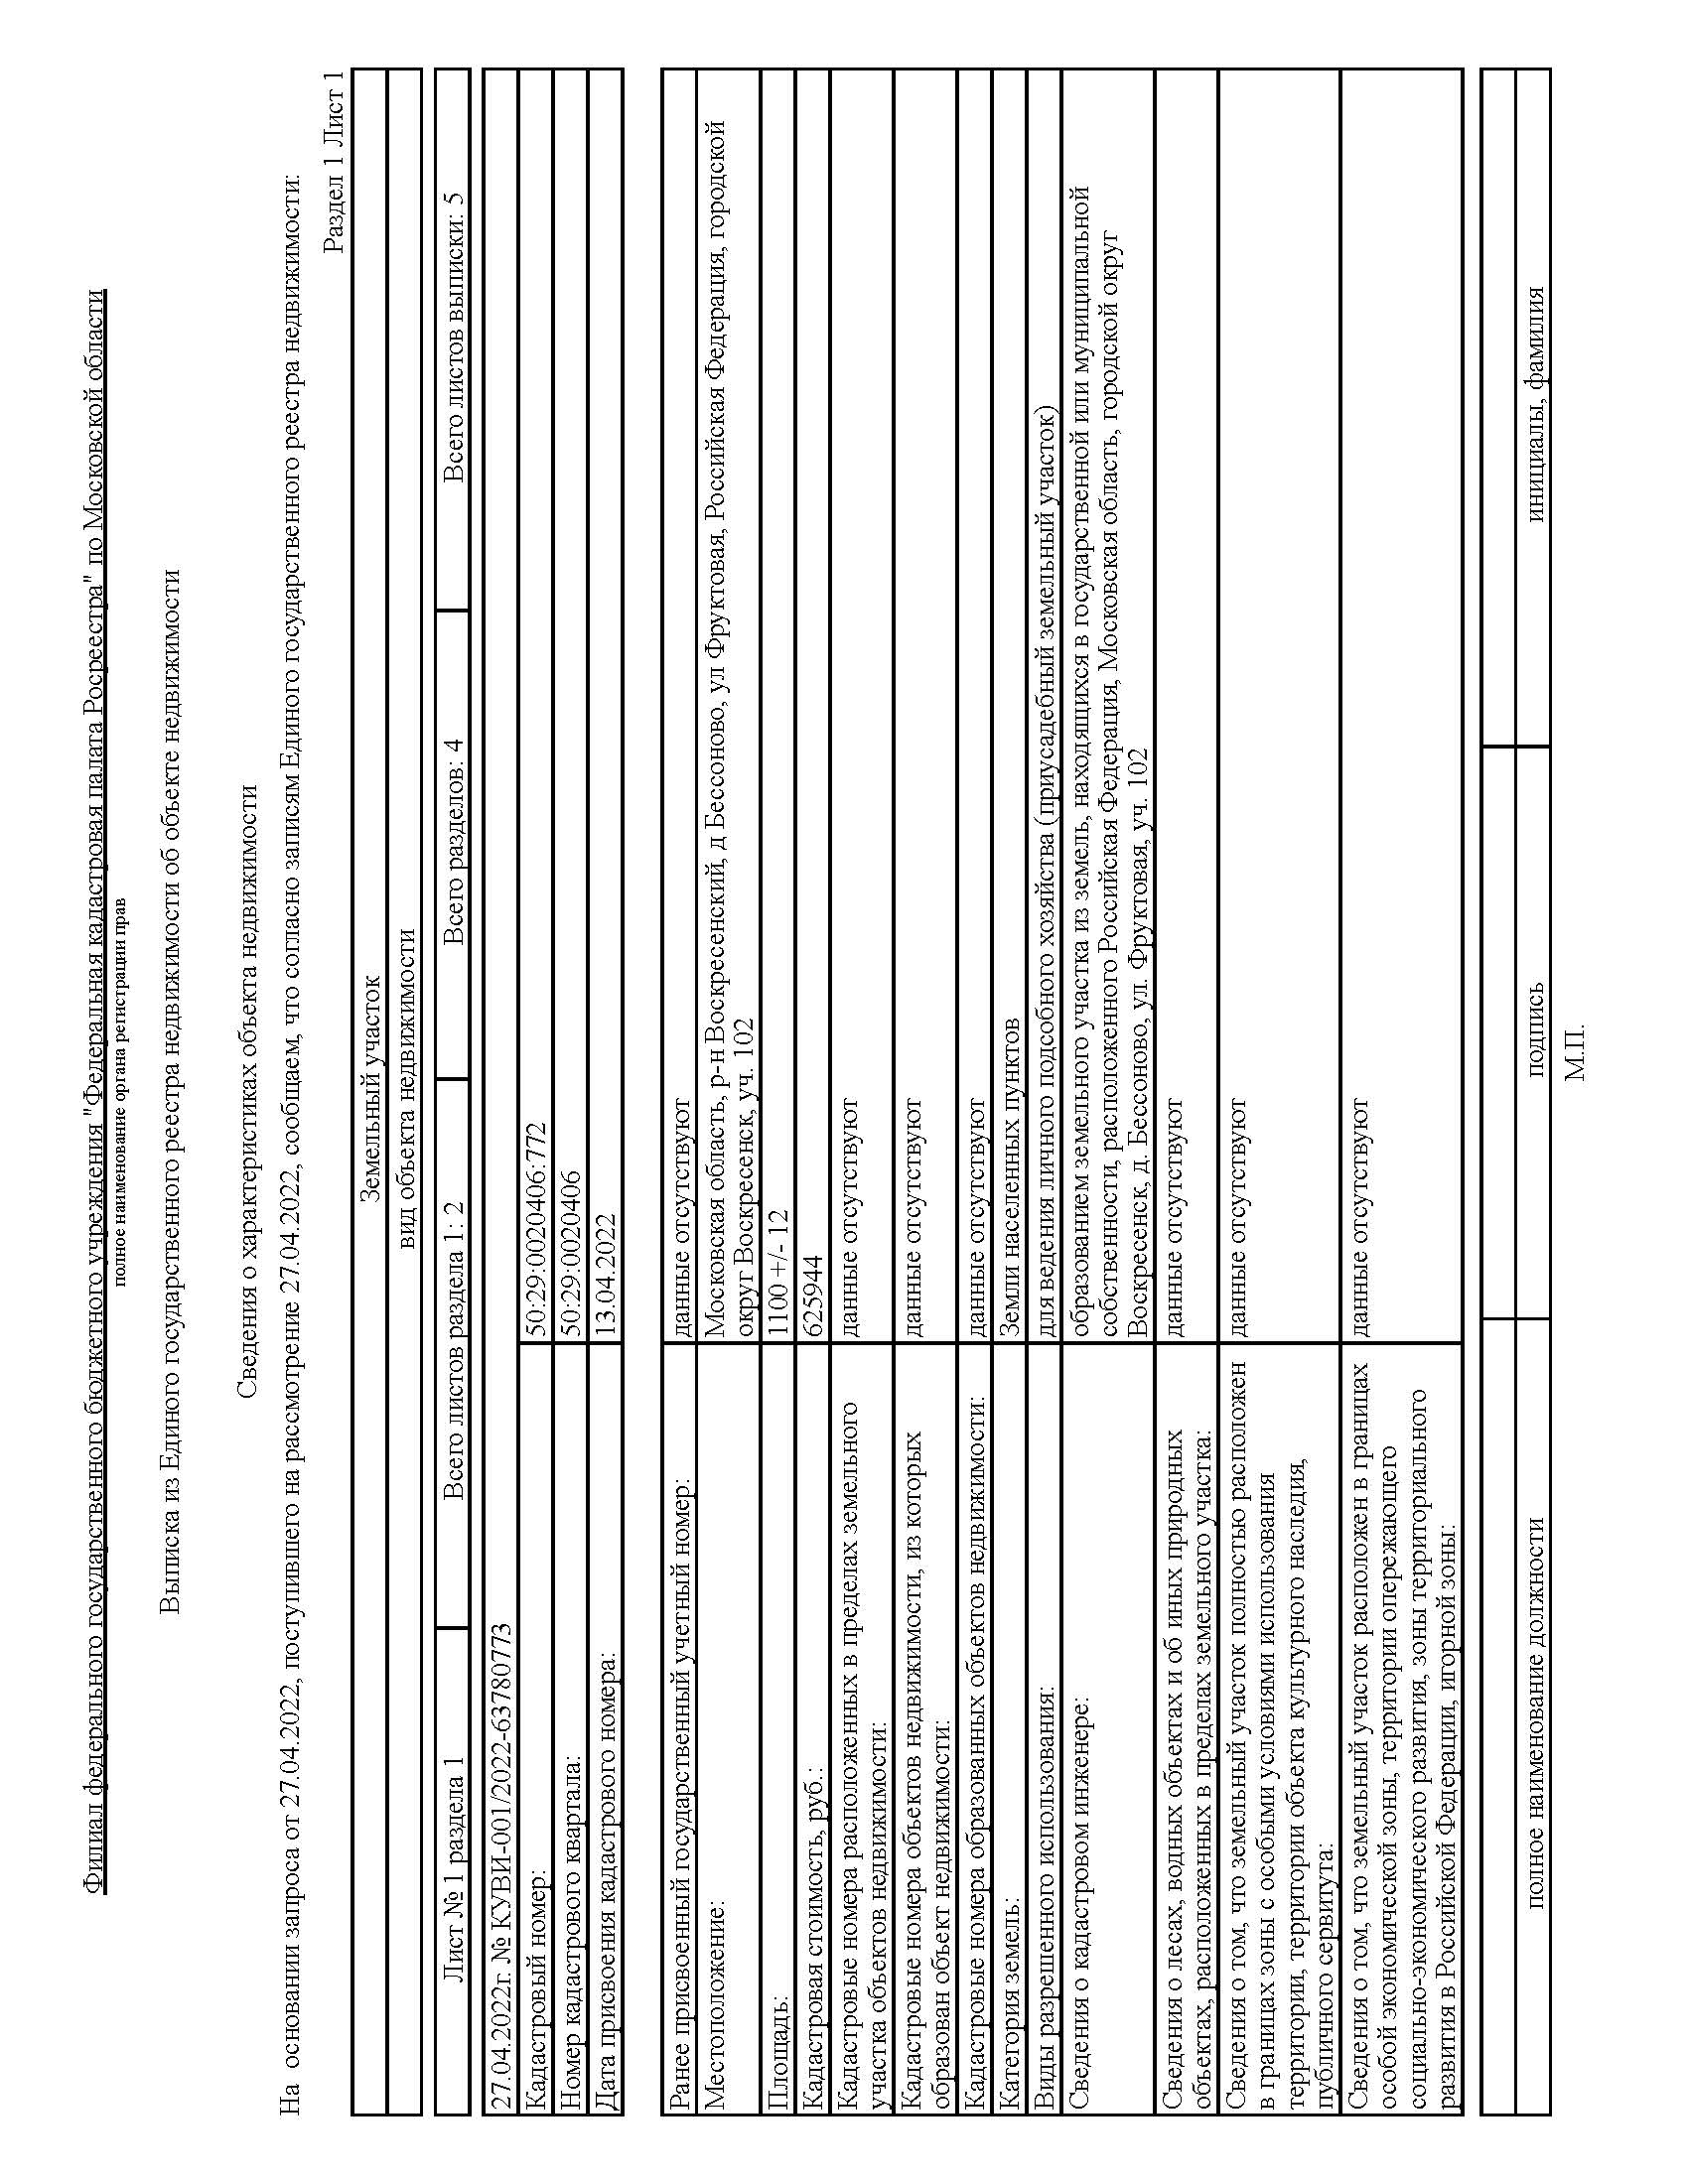 Филиал федерального государственного бюджетного учреждения "Федеральная кадастровая палата Росреестра" по Московской области
полное наименование органа регистрации прав
Выписка из Единого государственного реестра недвижимости об объекте недвижимости
Сведения о характеристиках объекта недвижимости
На основании запроса от 27.04.2022, поступившего на рассмотрение 27.04.2022, сообщаем, что согласно записям Единого государственного реестра недвижимости:
Раздел 1 Лист 1
Земельный участок
вид объекта недвижимости
Лист № 1 раздела 1 Всего листов раздела 1: 2 Всего разделов: 4 Всего листов выписки: 5
27.04.2022г. № КУВИ-001/2022-63780773
Кадастровый номер: 50:29:0020406:772
Номер кадастрового квартала: 50:29:0020406
Дата присвоения кадастрового номера: 13.04.2022
Ранее присвоенный государственный учетный номер: данные отсутствуют
Местоположение: Московская область, р-н Воскресенский, д Бессоново, ул Фруктовая, Российская Федерация, городской
округ Воскресенск, уч. 102
Площадь: 1100 +/- 12
Кадастровая стоимость, руб.: 625944
Кадастровые номера расположенных в пределах земельного данные отсутствуют
участка объектов недвижимости:
Кадастровые номера объектов недвижимости, из которых данные отсутствуют
образован объект недвижимости:
Кадастровые номера образованных объектов недвижимости: данные отсутствуют
Категория земель: Земли населенных пунктов
Виды разрешенного использования: для ведения личного подсобного хозяйства (приусадебный земельный участок)
Сведения о кадастровом инженере: образованием земельного участка из земель, находящихся в государственной или муниципальной
собственности, расположенного Российская Федерация, Московская область, городской округ
Воскресенск, д. Бессоново, ул. Фруктовая, уч. 102
Сведения о лесах, водных объектах и об иных природных данные отсутствуют
объектах, расположенных в пределах земельного участка:
Сведения о том, что земельный участок полностью расположен данные отсутствуют
в границах зоны с особыми условиями использования
территории, территории объекта культурного наследия,
публичного сервитута:
Сведения о том, что земельный участок расположен в границах данные отсутствуют
особой экономической зоны, территории опережающего
социально-экономического развития, зоны территориального
развития в Российской Федерации, игорной зоны:
полное наименование должности подпись инициалы, фамилия
М.П.